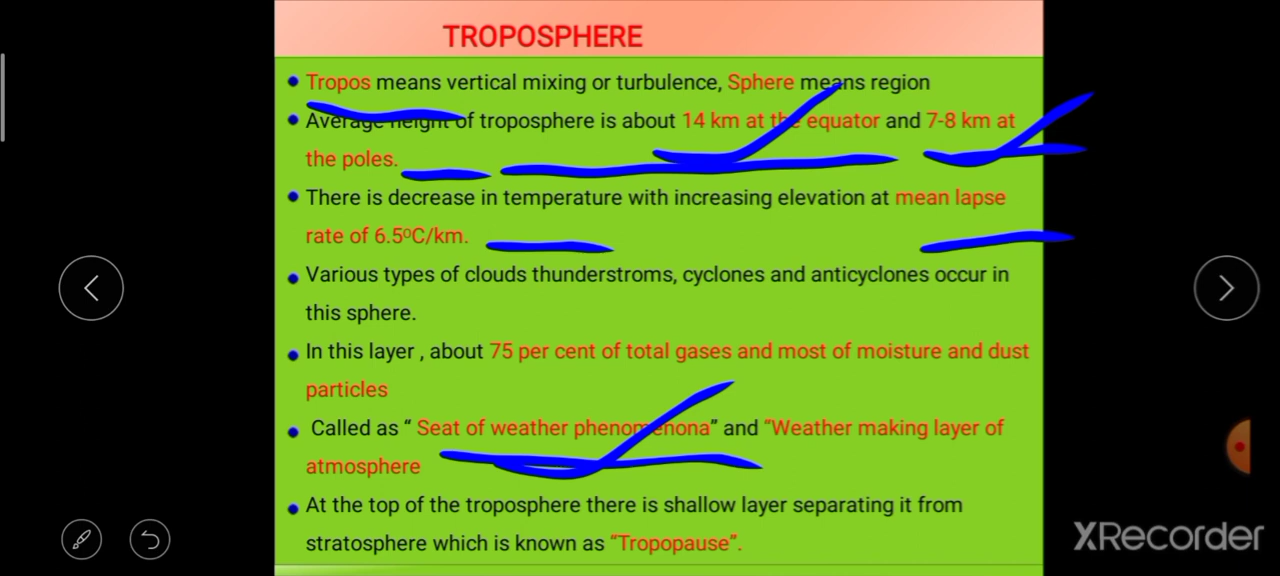 TROPOSPHERE
Tropos means vertical mixing or turbulence, Sphere means region
Average height of troposphere is about 14 km at the equator and 7-8 km at
the poles.
There is decrease in temperature with increasing elevation at mean lapse
rate of 6.5⁰C/km.
Various types of clouds thunderstroms, cyclones and anticyclones occur in
this sphere.
In this layer , about 75 per cent of total gases and most of moisture and dust
particles
Called as “ Seat of weather phenomenona” and “Weather making layer of
atmosphere
At the top of the troposphere there is shallow layer separating it from
stratosphere which is known as “Tropopause”.
XRecorder